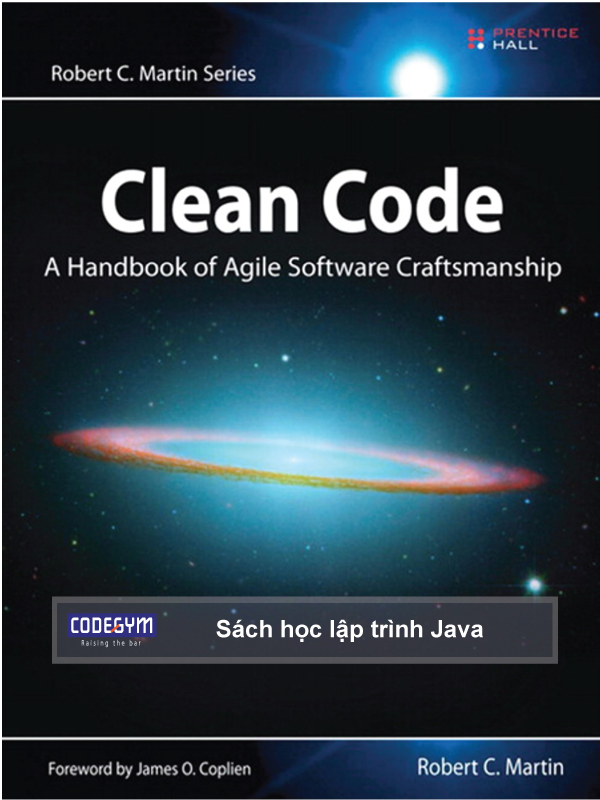 PRENTICE
HALL
Robert C. Martin Series
Clean Code
A Handbook of Agile Software Craftsmanship
CODEGYM
Raising the bar
Sách học lập trình Java
Foreword by James O. Coplien
Robert C. Martin